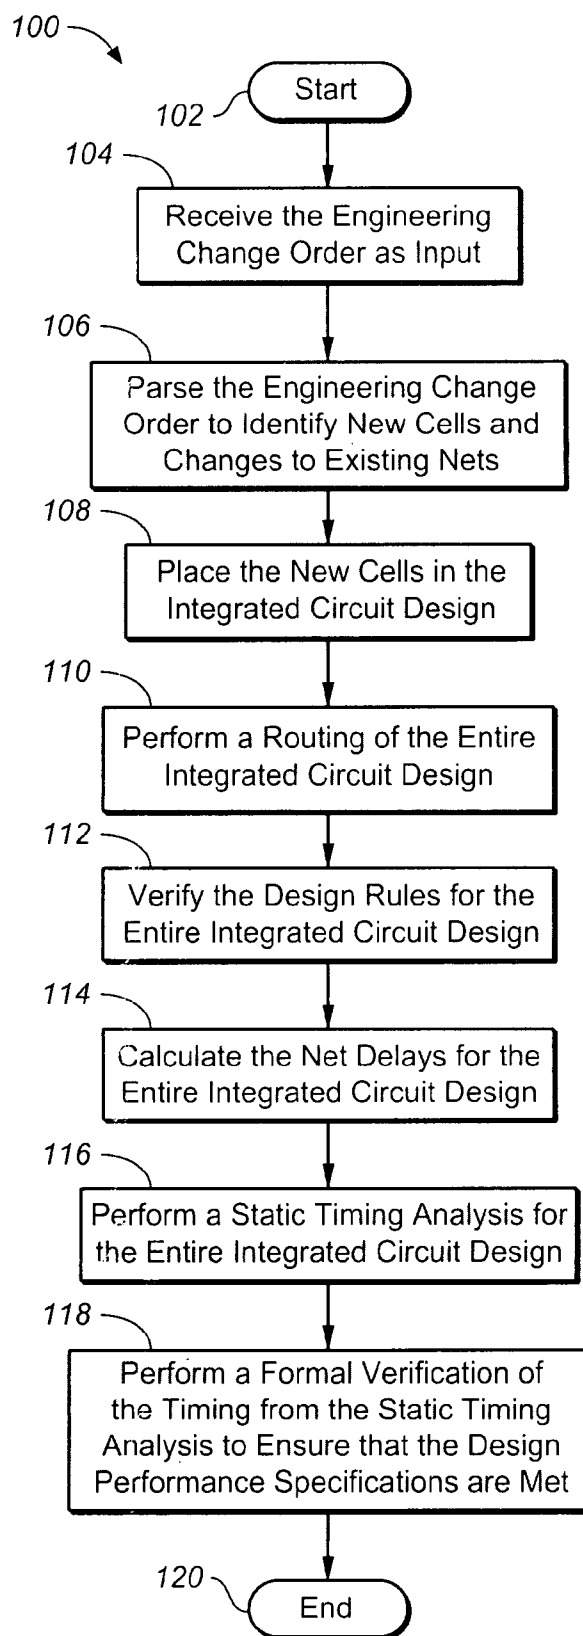 100
102
Start
104
Receive the Engineering
Change Order as Input
106
Parse the Engineering Change
Order to Identify New Cells and
Changes to Existing Nets
108
Place the New Cells in the
Integrated Circuit Design
110
Perform a Routing of the Entire
Integrated Circuit Design
112
Verify the Design Rules for the
Entire Integrated Circuit Design
114
Calculate the Net Delays for the
Entire Integrated Circuit Design
116
Perform a Static Timing Analysis for
the Entire Integrated Circuit Design
118
Perform a Formal Verification of
the Timing from the Static Timing
Analysis to Ensure that the Design
Performance Specifications are Met
120
End